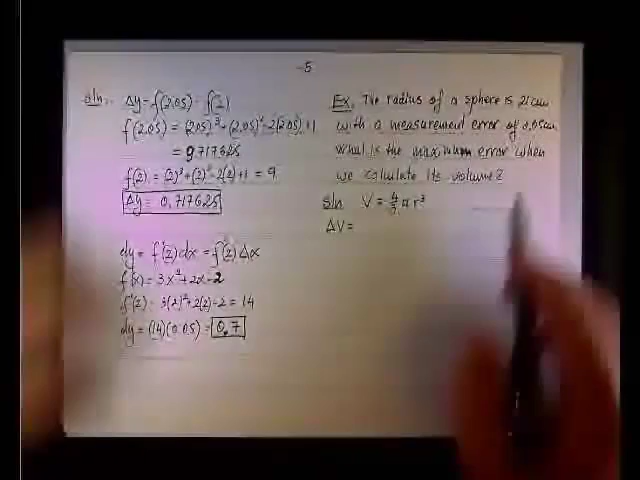 -5
Sln.. Δy = f(2.05) - f(2)
f(2.05) = (2.05)³+(2.05)²-2(2.05)+1
= 9.717625
f(2) = (2)³+(2)²-2(2)+1 = 9
Δy = 0.717625
dy = f'(2)dx = f'(2)Δx
f'(x) = 3x²+2x-2
f'(2) = 3(2)²+2(2)-2 = 14
dy = (14)(0.05) = 0.7
Ex. The radius of a sphere is 21 cm
with a measurement error of 0.05 cm
What is the maximum error when
we calculate its volume?
sln V = 4/3 π r³
ΔV =